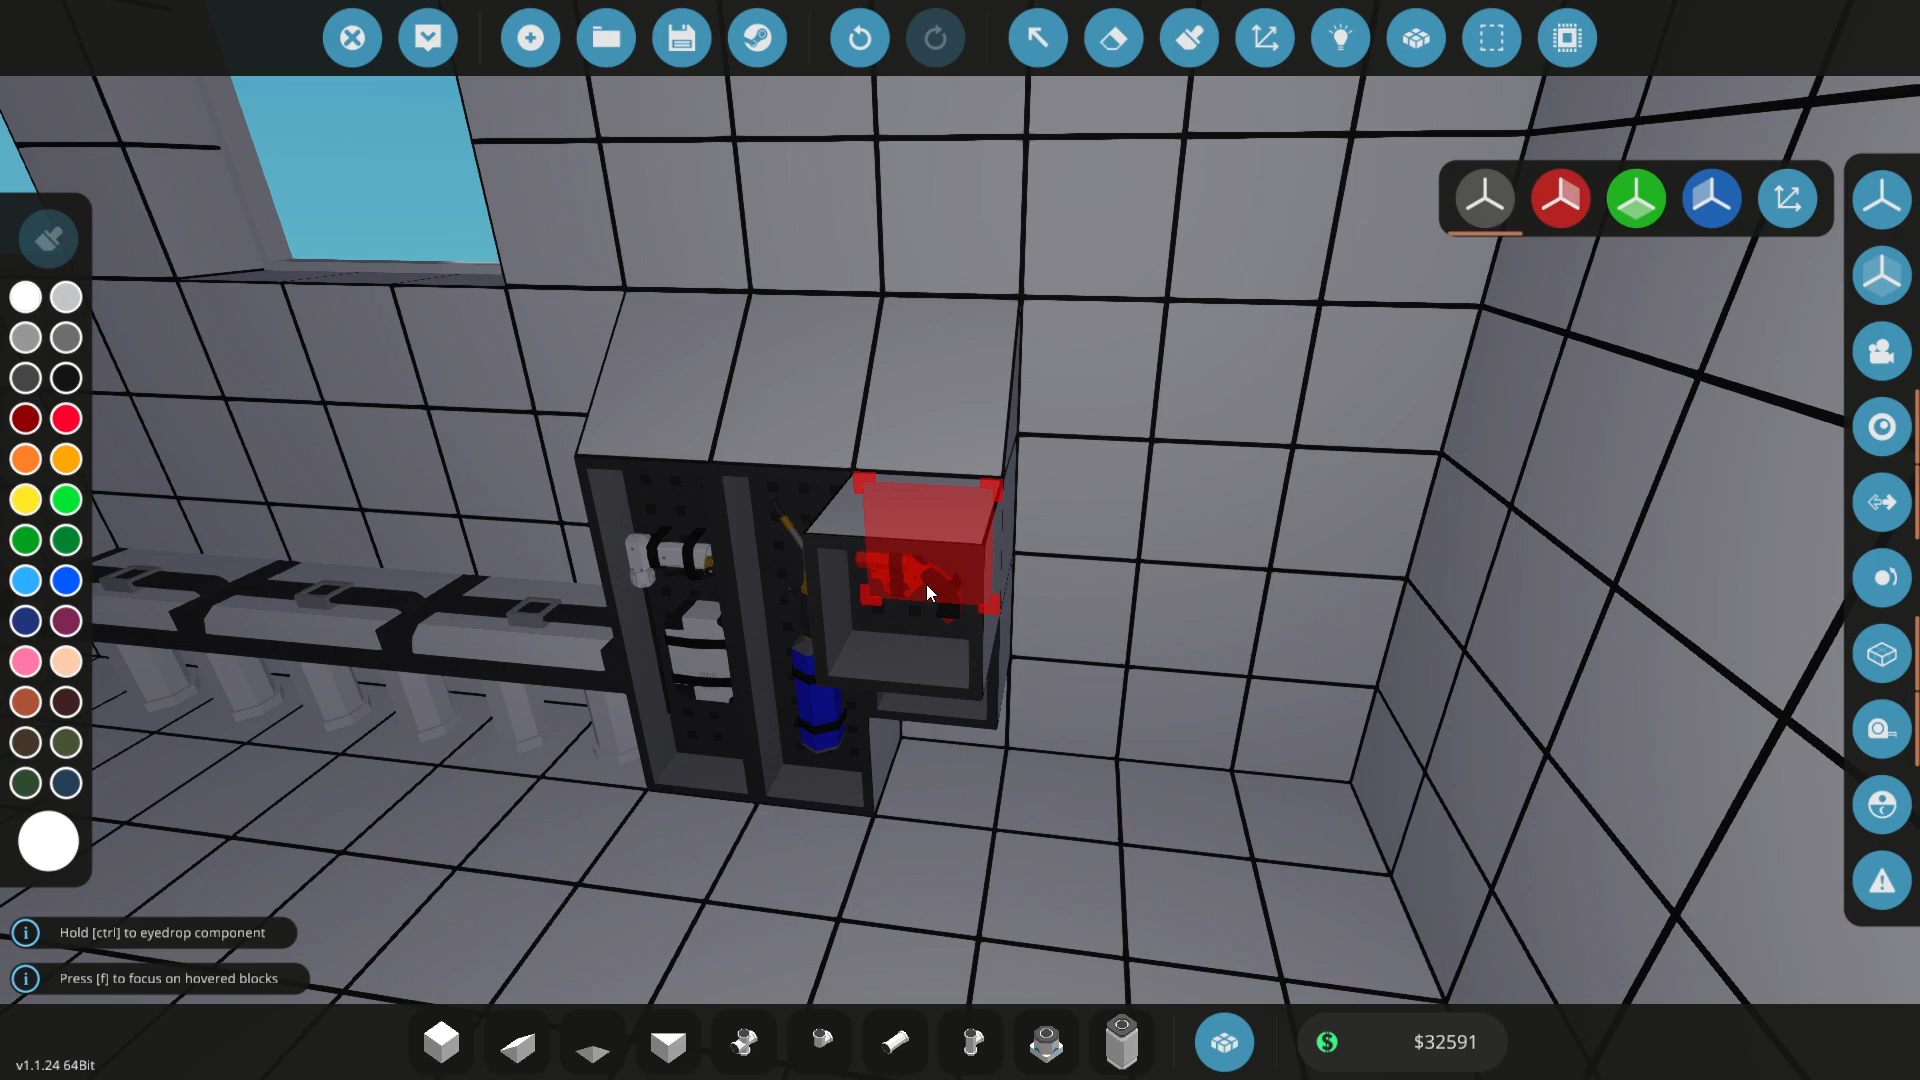 Hold [ctrl] to eyedrop component
Press [f] to focus on hovered blocks
v1.1.24 64Bit
$32591